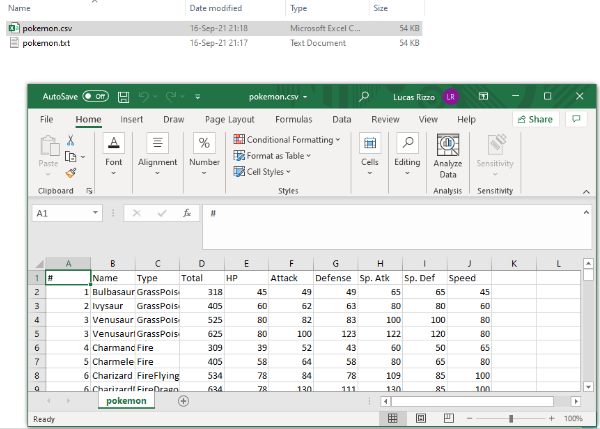 Name Date modified Type Size
pokemon.csv 16-Sep-21 21:18 Microsoft Excel C... 54 KB
pokemon.txt 16-Sep-21 21:17 Text Document 54 KB
AutoSave Off pokemon.csv Lucas Rizzo LR
File Home Insert Draw Page Layout Formulas Data Review View Help Share
Paste Font Alignment % Number Conditional Formatting Format as Table Cell Styles Cells Editing Analyze Data Sensitivity
Clipboard Styles Analysis Sensitivity
A1 fx #
A B C D E F G H I J K L
1 # Name Type Total HP Attack Defense Sp. Atk Sp. Def Speed
2 1 Bulbasaur GrassPoiso 318 45 49 49 65 65 45
3 2 Ivysaur GrassPoiso 405 60 62 63 80 80 60
4 3 Venusaur GrassPoiso 525 80 82 83 100 100 80
5 3 Venusaurl GrassPoiso 625 80 100 123 122 120 80
6 4 Charmand Fire 309 39 52 43 60 50 65
7 5 Charmele Fire 405 58 64 58 80 65 80
8 6 Charizard FireFlying 534 78 84 78 109 85 100
9 6 Charizardl FireDrago 634 78 130 111 130 85 100
pokemon
Ready 100%